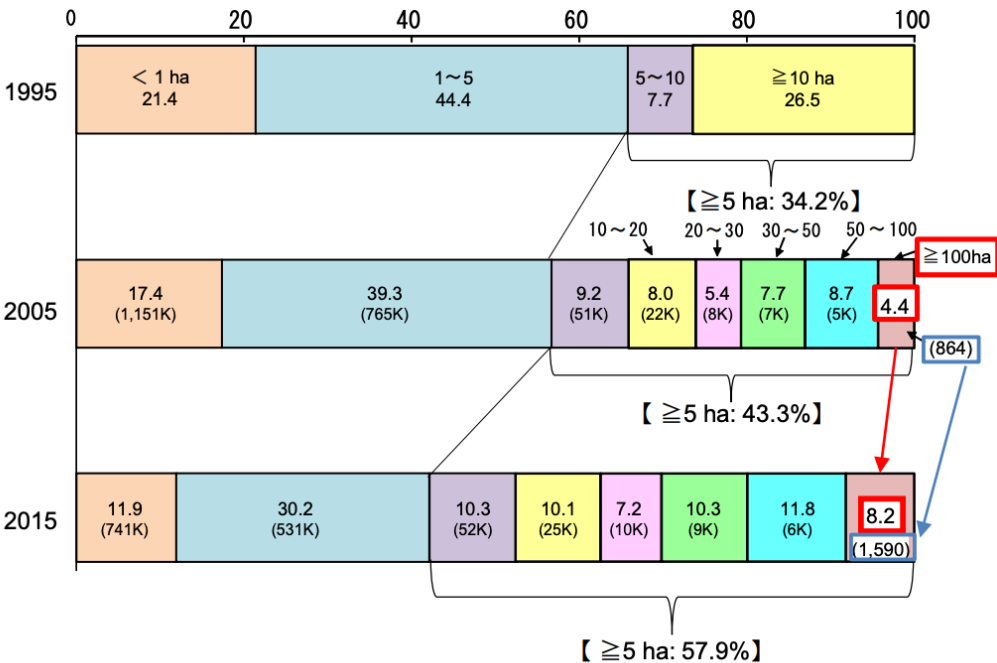 0 20 40 60 80 100
1995
< 1 ha
21.4
1~5
44.4
5~10
7.7
≧10 ha
26.5
【≧5 ha: 34.2%】
10~20
20~30
30~50
50~100
≧100ha
2005
17.4
(1,151K)
39.3
(765K)
9.2
(51K)
8.0
(22K)
5.4
(8K)
7.7
(7K)
8.7
(5K)
4.4
(864)
【 ≧5 ha: 43.3%】
2015
11.9
(741K)
30.2
(531K)
10.3
(52K)
10.1
(25K)
7.2
(10K)
10.3
(9K)
11.8
(6K)
8.2
(1,590)
【 ≧5 ha: 57.9%】